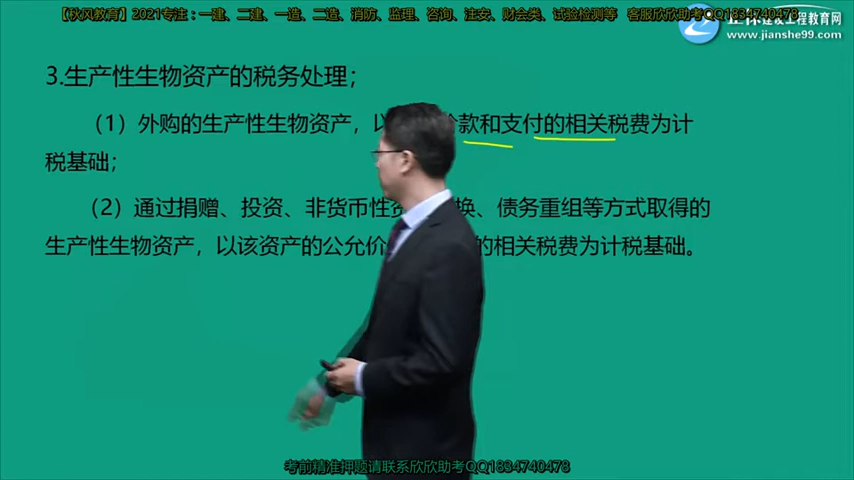 【秋风教育】2021专注：一建、二建、一造、二造、消防、监理、咨询、注安、财会类、试验检测等 客服欣欣助考QQ1834740478
建设工程教育网
www.jianshe99.com
3.生产性生物资产的税务处理；
（1）外购的生产性生物资产，以 款和支付的相关税费为计
税基础；
（2）通过捐赠、投资、非货币性资 换、债务重组等方式取得的
生产性生物资产，以该资产的公允价 的相关税费为计税基础。
考前精准押题请联系欣欣助考QQ1834740478